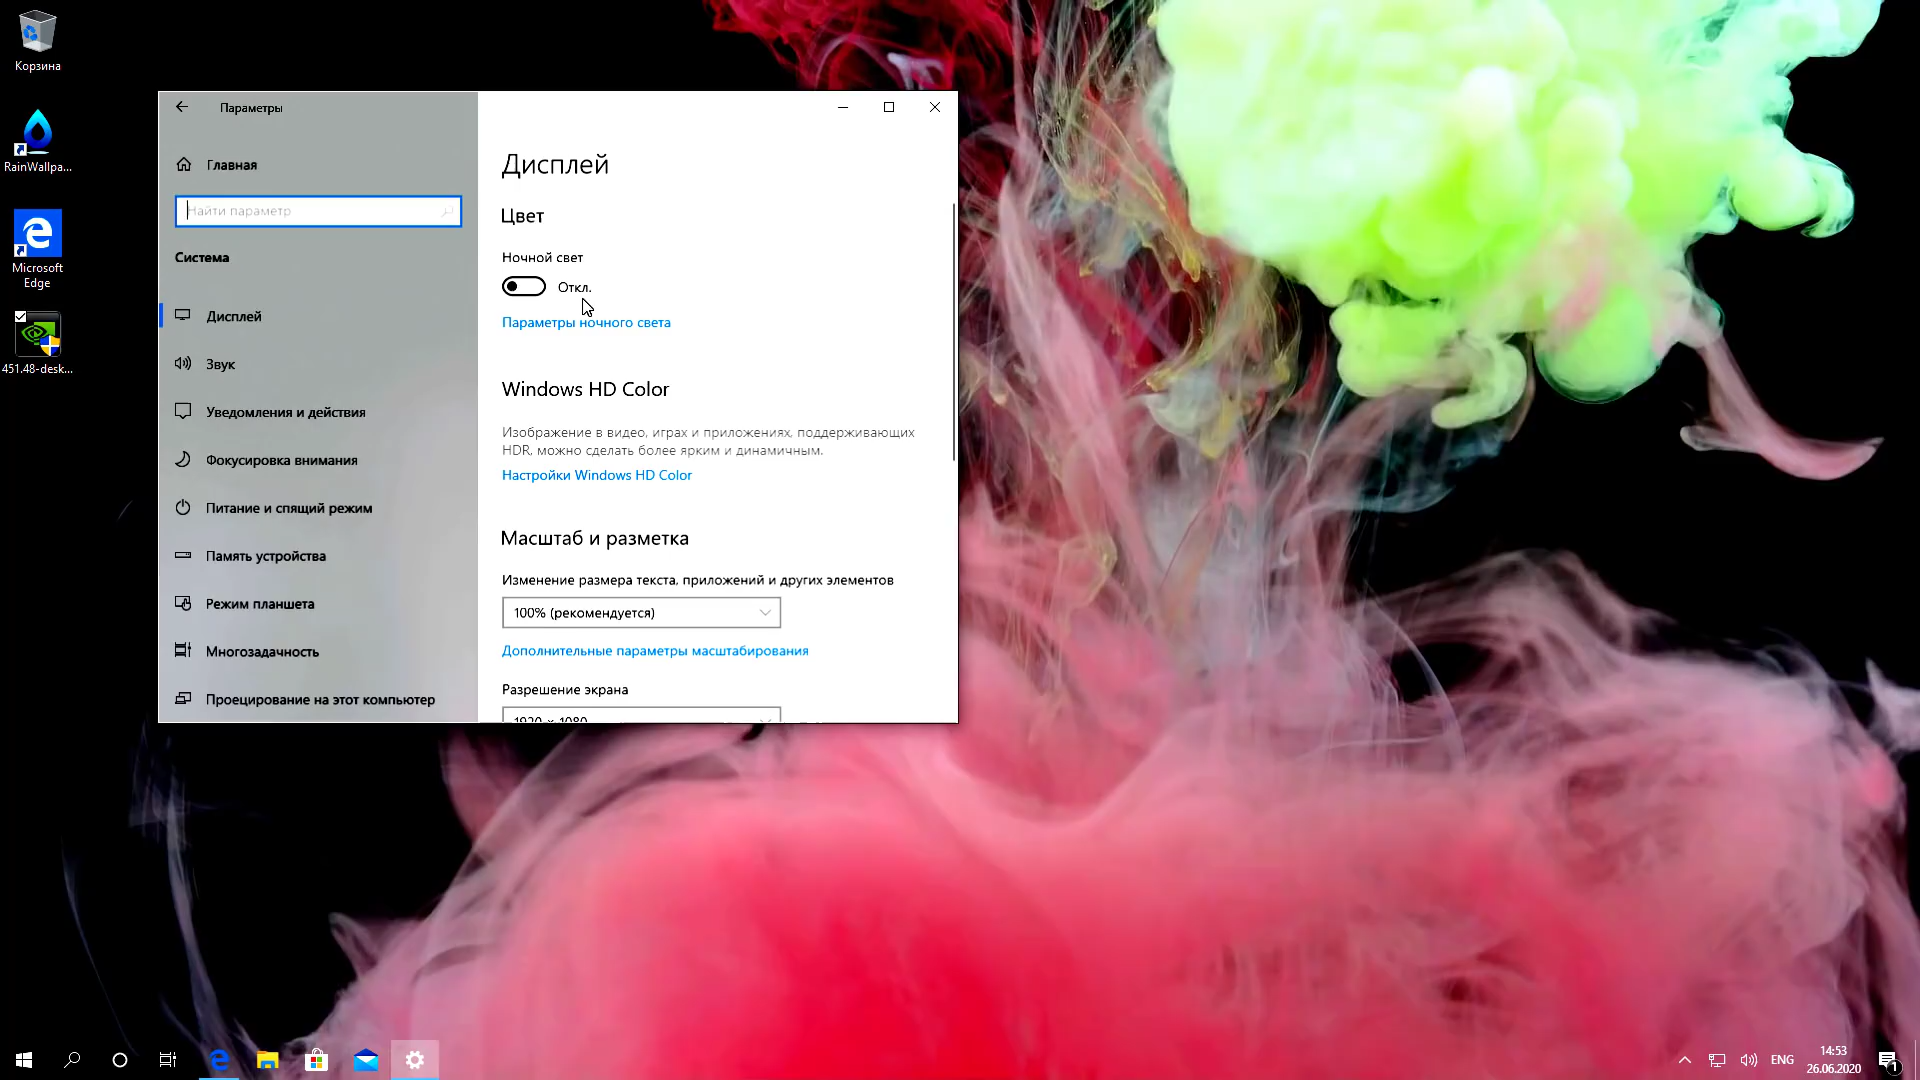 Корзина
RainWallpa...
Microsoft
Edge
451.48-desk...
Параметры
Главная
Найти параметр
Система
Дисплей
Звук
Уведомления и действия
Фокусировка внимания
Питание и спящий режим
Память устройства
Режим планшета
Многозадачность
Проецирование на этот компьютер
Дисплей
Цвет
Ночной свет
Откл.
Параметры ночного света
Windows HD Color
Изображение в видео, играх и приложениях, поддерживающих
HDR, можно сделать более ярким и динамичным.
Настройки Windows HD Color
Масштаб и разметка
Изменение размера текста, приложений и других элементов
100% (рекомендуется)
Дополнительные параметры масштабирования
Разрешение экрана
1920 × 1080
ENG
14:53
26.06.2020
1